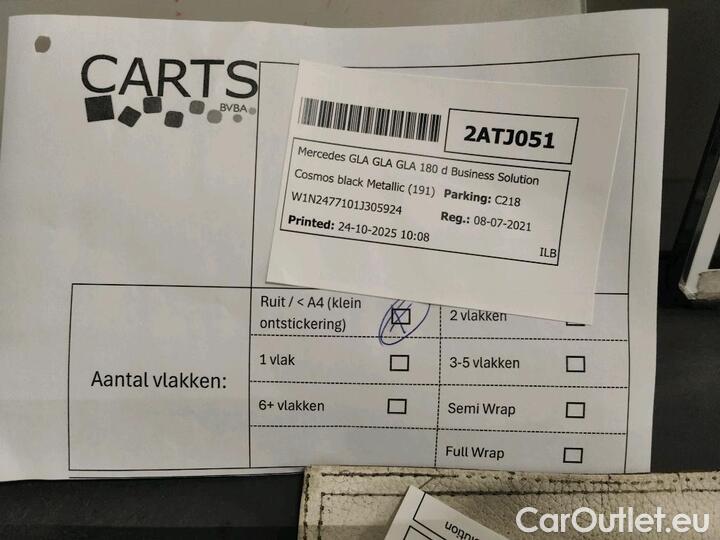 CARTS
BVBA
2ATJ051
Mercedes GLA GLA GLA 180 d Business Solution
Cosmos black Metallic (191) Parking: C218
W1N2477101J305924 Reg.: 08-07-2021
Printed: 24-10-2025 10:08
ILB
Ruit / < A4 (klein
ontstickering)
2 vlakken
Aantal vlakken:
1 vlak
3-5 vlakken
6+ vlakken
Semi Wrap
Full Wrap
olution
CarOutlet.eu